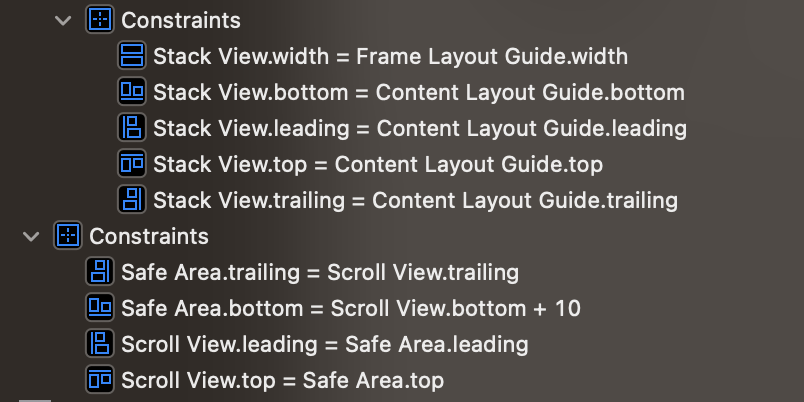 Constraints
Stack View.width = Frame Layout Guide.width
Stack View.bottom = Content Layout Guide.bottom
Stack View.leading = Content Layout Guide.leading
Stack View.top = Content Layout Guide.top
Stack View.trailing = Content Layout Guide.trailing
Constraints
Safe Area.trailing = Scroll View.trailing
Safe Area.bottom = Scroll View.bottom + 10
Scroll View.leading = Safe Area.leading
Scroll View.top = Safe Area.top